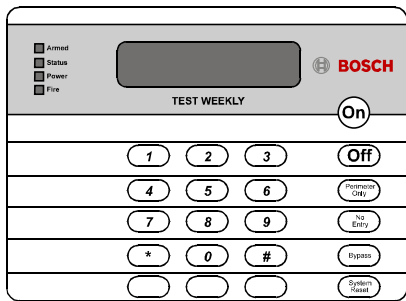 Armed
Status
Power
Fire
BOSCH
TEST WEEKLY
On
1 2 3 Off
4 5 6 Perimeter
Only
7 8 9 No
Entry
* 0 # Bypass
System
Reset